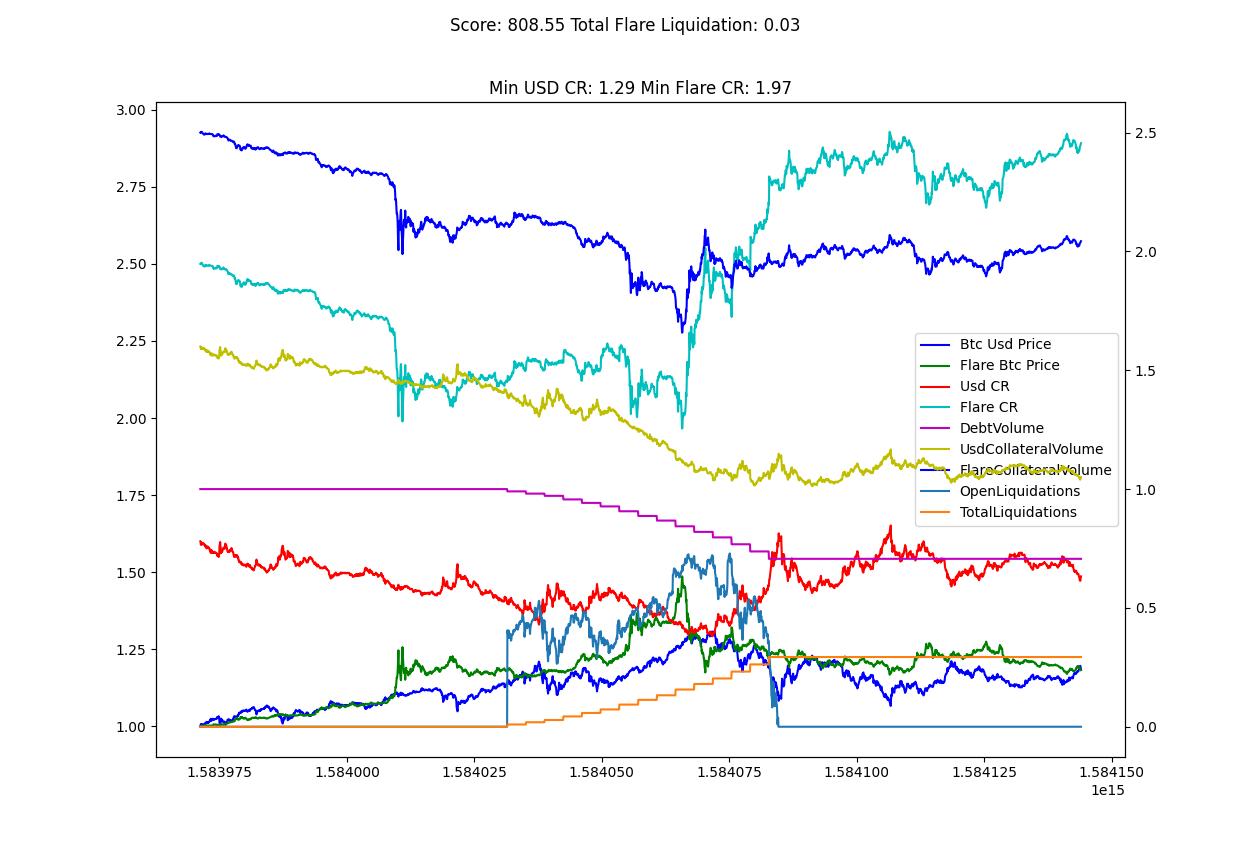 Score: 808.55 Total Flare Liquidation: 0.03
Min USD CR: 1.29 Min Flare CR: 1.97
3.00
2.75
2.50
2.25
2.00
1.75
1.50
1.25
1.00
2.5
2.0
1.5
1.0
0.5
0.0
Btc Usd Price
Flare Btc Price
Usd CR
Flare CR
DebtVolume
UsdCollateralVolume
FlareCollateralVolume
OpenLiquidations
TotalLiquidations
1.583975 1.584000 1.584025 1.584050 1.584075 1.584100 1.584125 1.584150
1e15